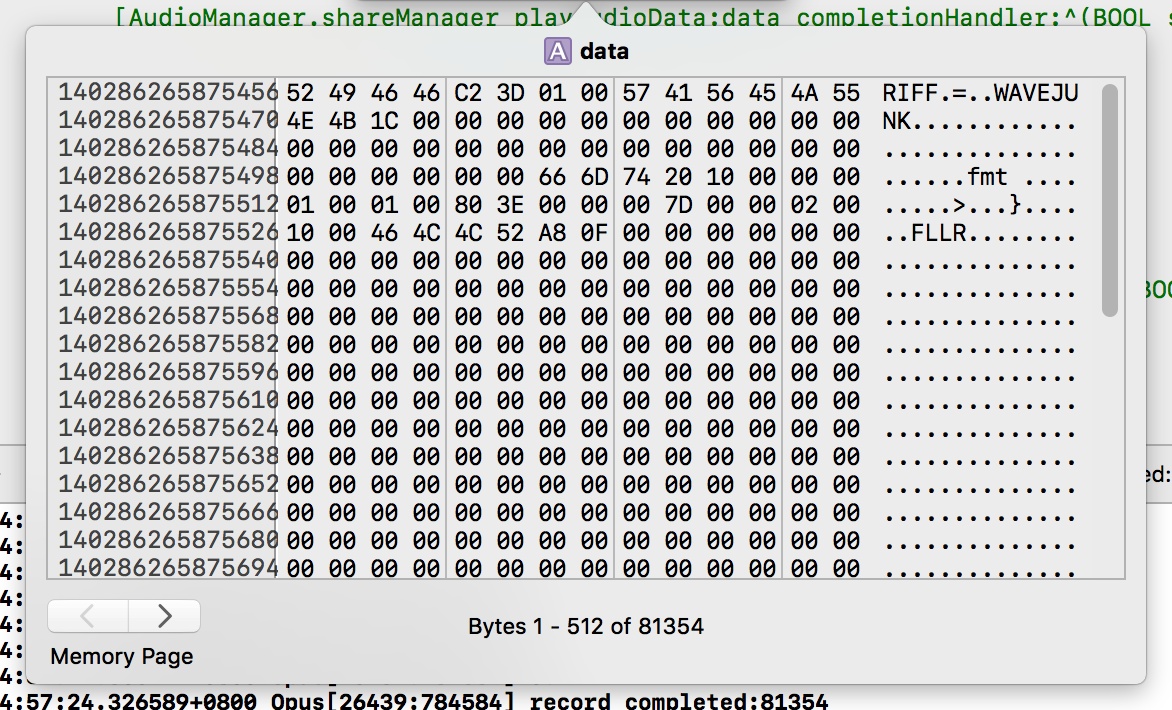 [AudioManager.shareManager play udioData:data completionHandler:^(BOOL s
A data
140286265875456 52 49 46 46 C2 3D 01 00 57 41 56 45 4A 55 RIFF.=..WAVEJU
140286265875470 4E 4B 1C 00 00 00 00 00 00 00 00 00 00 00 NK............
140286265875484 00 00 00 00 00 00 00 00 00 00 00 00 00 00 ..............
140286265875498 00 00 00 00 00 00 66 6D 74 20 10 00 00 00 ......fmt ....
140286265875512 01 00 01 00 80 3E 00 00 00 7D 00 00 02 00 .....>...}....
140286265875526 10 00 46 4C 4C 52 A8 0F 00 00 00 00 00 00 ..FLLR........
140286265875540 00 00 00 00 00 00 00 00 00 00 00 00 00 00 ..............
140286265875554 00 00 00 00 00 00 00 00 00 00 00 00 00 00 ..............
BOO
140286265875568 00 00 00 00 00 00 00 00 00 00 00 00 00 00 ..............
140286265875582 00 00 00 00 00 00 00 00 00 00 00 00 00 00 ..............
140286265875596 00 00 00 00 00 00 00 00 00 00 00 00 00 00 ..............
140286265875610 00 00 00 00 00 00 00 00 00 00 00 00 00 00 ..............
140286265875624 00 00 00 00 00 00 00 00 00 00 00 00 00 00 ..............
140286265875638 00 00 00 00 00 00 00 00 00 00 00 00 00 00 ..............
140286265875652 00 00 00 00 00 00 00 00 00 00 00 00 00 00 ..............
ed:
140286265875666 00 00 00 00 00 00 00 00 00 00 00 00 00 00 ..............
140286265875680 00 00 00 00 00 00 00 00 00 00 00 00 00 00 ..............
140286265875694 00 00 00 00 00 00 00 00 00 00 00 00 00 00 ..............
4:
4:
4:
4:
4:
4:
4:
Bytes 1 - 512 of 81354
Memory Page
4:57:24.326589+0800 Opus[26439:784584] record completed:81354